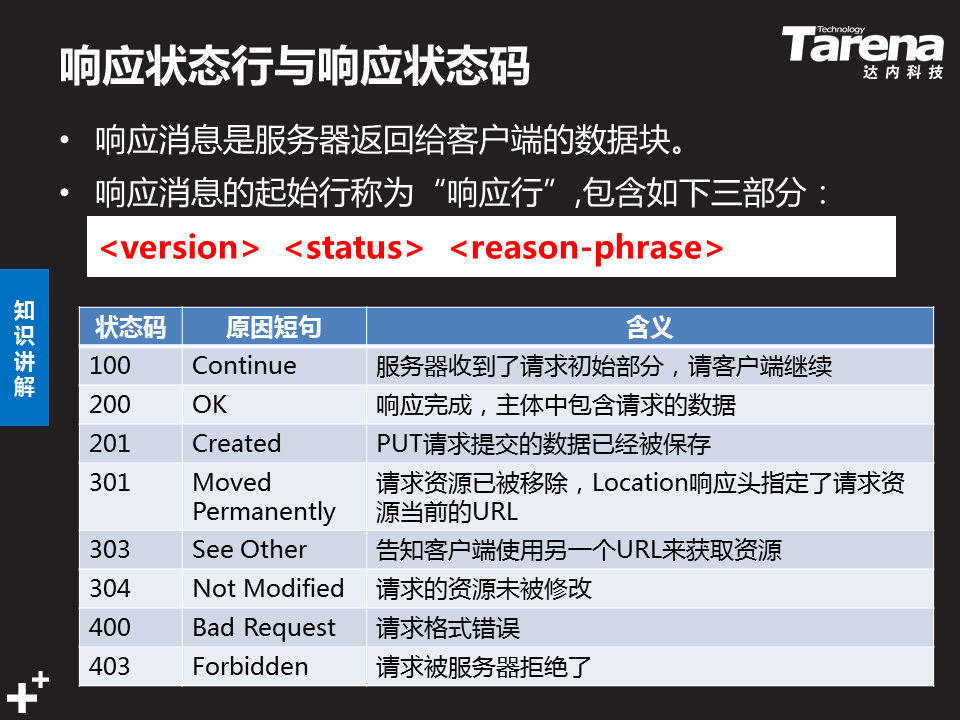 响应状态行与响应状态码
Technology
Tarena
达内科技
• 响应消息是服务器返回给客户端的数据块。
• 响应消息的起始行称为“响应行”,包含如下三部分：
<version> <status> <reason-phrase>
知识讲解
状态码 原因短句 含义
100 Continue 服务器收到了请求初始部分，请客户端继续
200 OK 响应完成，主体中包含请求的数据
201 Created PUT请求提交的数据已经被保存
301 Moved Permanently 请求资源已被移除，Location响应头指定了请求资
源当前的URL
303 See Other 告知客户端使用另一个URL来获取资源
304 Not Modified 请求的资源未被修改
400 Bad Request 请求格式错误
403 Forbidden 请求被服务器拒绝了